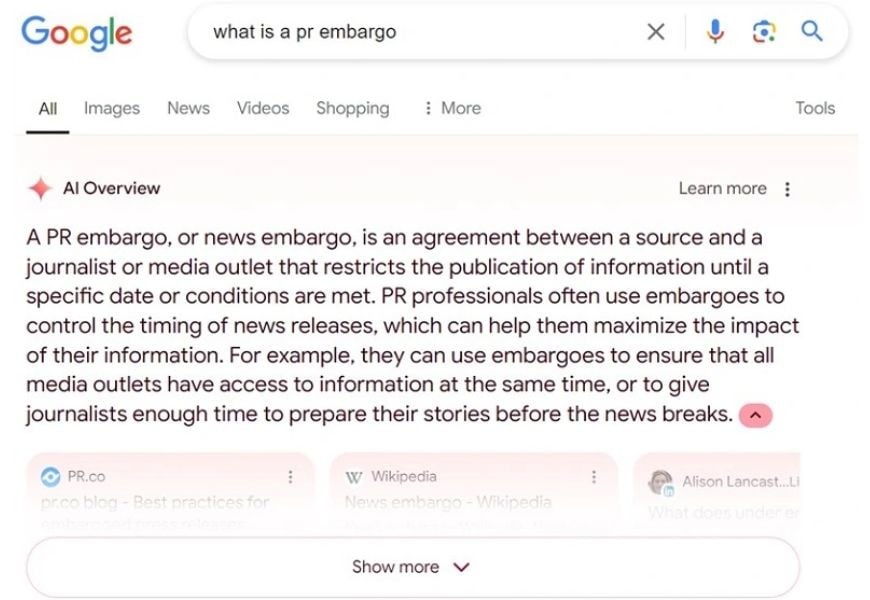 Google
what is a pr embargo
All Images News Videos Shopping More Tools
AI Overview Learn more
A PR embargo, or news embargo, is an agreement between a source and a
journalist or media outlet that restricts the publication of information until a
specific date or conditions are met. PR professionals often use embargoes to
control the timing of news releases, which can help them maximize the impact
of their information. For example, they can use embargoes to ensure that all
media outlets have access to information at the same time, or to give
journalists enough time to prepare their stories before the news breaks.
PR.co
pr.co blog - Best practices for
embargoed press releases
W Wikipedia
News embargo - Wikipedia
in Alison Lancast...Li
What does under
Show more